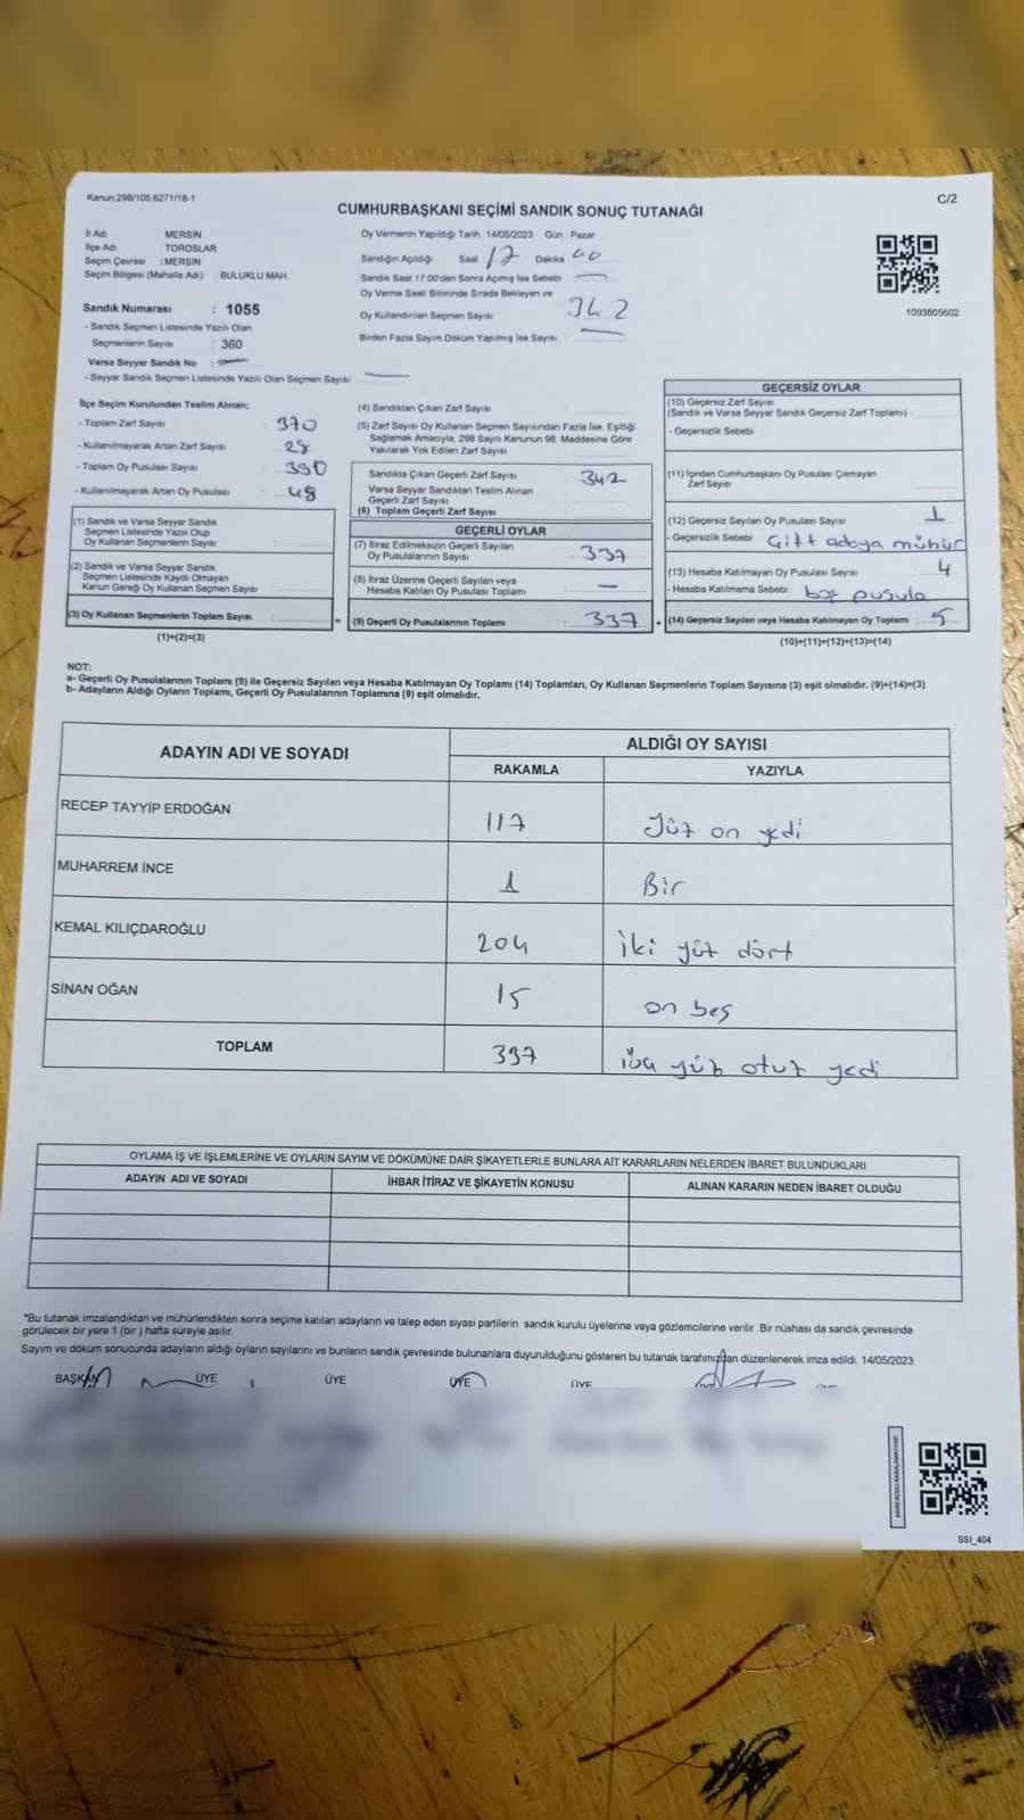 Kanun:298/105,6271/18-1
C/2
CUMHURBAŞKANI SEÇİMİ SANDIK SONUÇ TUTANAĞI
İl Adı MERSİN
İlçe Adı TOROSLAR
Seçim Çevresi :MERSİN
Seçim Bölgesi (Mahalle Adı) BULUKLU MAH.
Sandık Numarası : 1055
- Sandık Seçmen Listesinde Yazılı Olan
Seçmenlerin Sayısı : 360
Varsa Seyyar Sandık No :
- Seyyar Sandık Seçmen Listesinde Yazılı Olan Seçmen Sayısı
Oy Vermenin Yapıldığı Tarih 14/05/2023 Gün Pazar
Sandığın Açıldığı Saat 17 Dakika 00
Sandık Saat 17.00'den Sonra Açılmış İse Sebebi
Oy Verme Saati Bitiminde Sırada Bekleyen ve
Oy Kullandırılan Seçmen Sayısı 342
Birden Fazla Sayım Döküm Yapılmış İse Sayısı
1093805602
İlçe Seçim Kurulundan Teslim Alınan;
- Toplam Zarf Sayısı 370
- Kullanılmayarak Artan Zarf Sayısı 28
- Toplam Oy Pusulası Sayısı 390
- Kullanılmayarak Artan Oy Pusulası 48
(1) Sandık ve Varsa Seyyar Sandık
Seçmen Listesinde Yazılı Olup
Oy Kullanan Seçmenlerin Sayısı
(2) Sandık ve Varsa Seyyar Sandık
Seçmen Listesinde Kayıtlı Olmayan
Kanun Gereği Oy Kullanan Seçmen Sayısı
(3) Oy Kullanan Seçmenlerin Toplam Sayısı
(1)+(2)=(3)
(4) Sandıktan Çıkan Zarf Sayısı
(5) Zarf Sayısı Oy Kullanan Seçmen Sayısından Fazla İse, Eşitliği
Sağlamak Amacıyla, 298 Sayılı Kanunun 98. Maddesine Göre
Yakılarak Yok Edilen Zarf Sayısı
Sandıkta Çıkan Geçerli Zarf Sayısı 342
Varsa Seyyar Sandıktan Teslim Alınan
Geçerli Zarf Sayısı
(6) Toplam Geçerli Zarf Sayısı
GEÇERLİ OYLAR
(7) İtiraz Edilmeksizin Geçerli Sayılan
Oy Pusulalarının Sayısı 337
(8) İtiraz Üzerine Geçerli Sayılan veya
Hesaba Katılan Oy Pusulası Toplamı —
(9) Geçerli Oy Pusulalarının Toplamı 337
GEÇERSİZ OYLAR
(10) Geçersiz Zarf Sayısı
(Sandık ve Varsa Seyyar Sandık Geçersiz Zarf Toplamı)
- Geçersizlik Sebebi
(11) İçinden Cumhurbaşkanı Oy Pusulası Çıkmayan
Zarf Sayısı
(12) Geçersiz Sayılan Oy Pusulası Sayısı 1
- Geçersizlik Sebebi Çift adaya mühür
(13) Hesaba Katılmayan Oy Pusulası Sayısı 4
- Hesaba Katılmama Sebebi boş pusula
(14) Geçersiz Sayılan veya Hesaba Katılmayan Oy Toplamı 5
(10)+(11)+(12)+(13)=(14)
NOT:
a- Geçerli Oy Pusulalarının Toplamı (9) ile Geçersiz Sayılan veya Hesaba Katılmayan Oy Toplamı (14) Toplamları, Oy Kullanan Seçmenlerin Toplam Sayısına (3) eşit olmalıdır. (9)+(14)=(3)
b- Adayların Aldığı Oyların Toplamı, Geçerli Oy Pusulalarının Toplamına (9) eşit olmalıdır.
ADAYIN ADI VE SOYADI
ALDIĞI OY SAYISI
RAKAMLA YAZIYLA
RECEP TAYYİP ERDOĞAN 117 Yüz on yedi
MUHARREM İNCE 1 Bir
KEMAL KILIÇDAROĞLU 204 iki yüz dört
SİNAN OĞAN 15 on beş
TOPLAM 337 yüz otuz yedi
OYLAMA İŞ VE İŞLEMLERİNE VE OYLARIN SAYIM VE DÖKÜMÜNE DAİR ŞİKAYETLERLE BUNLARA AİT KARARLARIN NELERDEN İBARET BULUNDUKLARI
ADAYIN ADI VE SOYADI İHBAR İTİRAZ VE ŞİKAYETİN KONUSU ALINAN KARARIN NEDEN İBARET OLDUĞU
*Bu tutanak imzalandıktan ve mühürlendikten sonra seçime katılan adayların ve talep eden siyasi partilerin sandık kurulu üyelerine veya gözlemcilerine verilir. Bir nüshası da sandık çevresinde
görülecek bir yere 1 (bir ) hafta süreyle asılır.
Sayım ve döküm sonucunda adayların aldığı oyların sayılarını ve bunların sandık çevresinde bulunanlara duyurulduğunu gösteren bu tutanak tarafımızdan düzenlenerek imza edildi. 14/05/2023
BAŞKAN ÜYE ÜYE ÜYE ÜYE
SSI_404